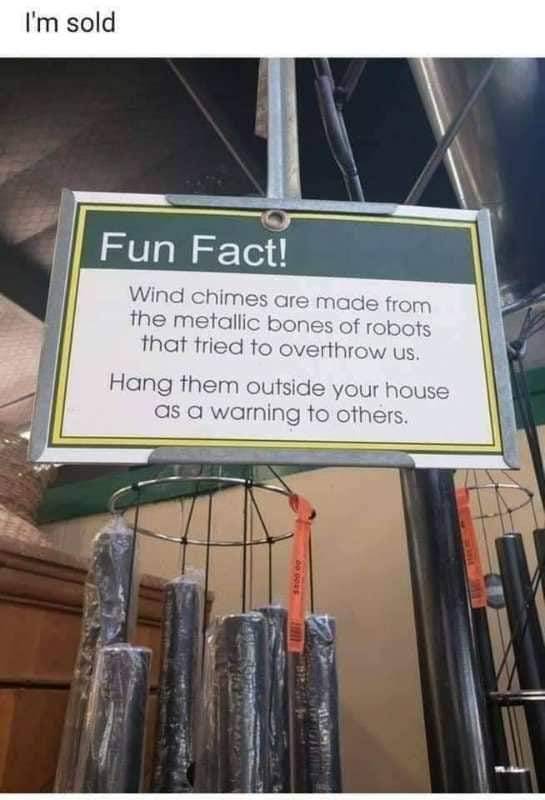 I'm sold
Fun Fact!
Wind chimes are made from
the metallic bones of robots
that tried to overthrow us.
Hang them outside your house
as a warning to others.